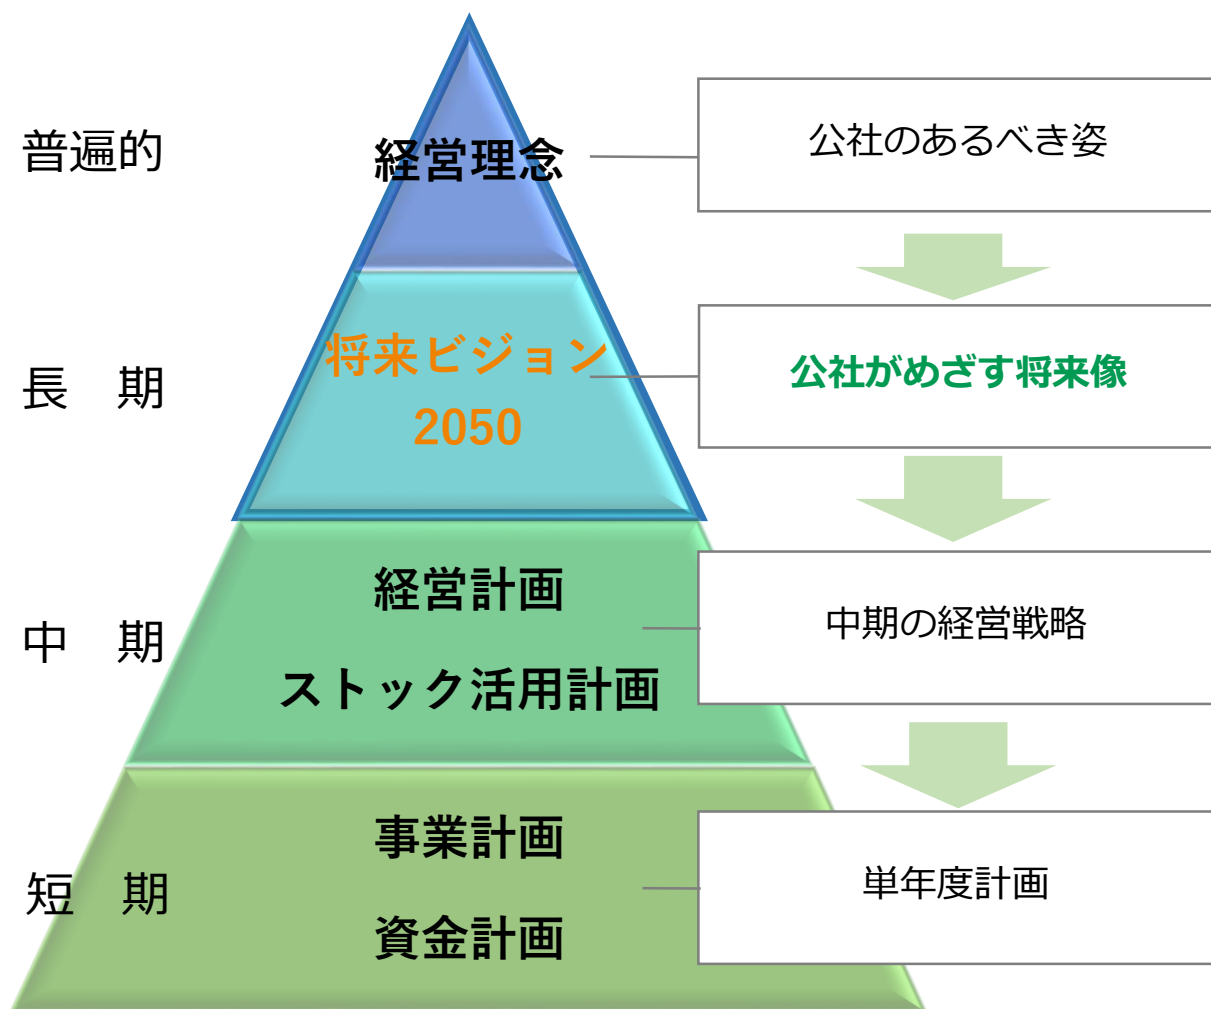 普遍的
経営理念
公社のあるべき姿
長　期
将来ビジョン
2050
公社がめざす将来像
中　期
経営計画
ストック活用計画
中期の経営戦略
短　期
事業計画
資金計画
単年度計画